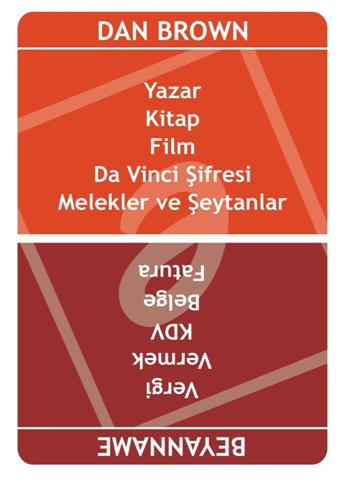 DAN BROWN
Yazar
Kitap
Film
Da Vinci Şifresi
Melekler ve Şeytanlar
BEYANNAME
Vergi
Vermek
KDV
Belge
Fatura